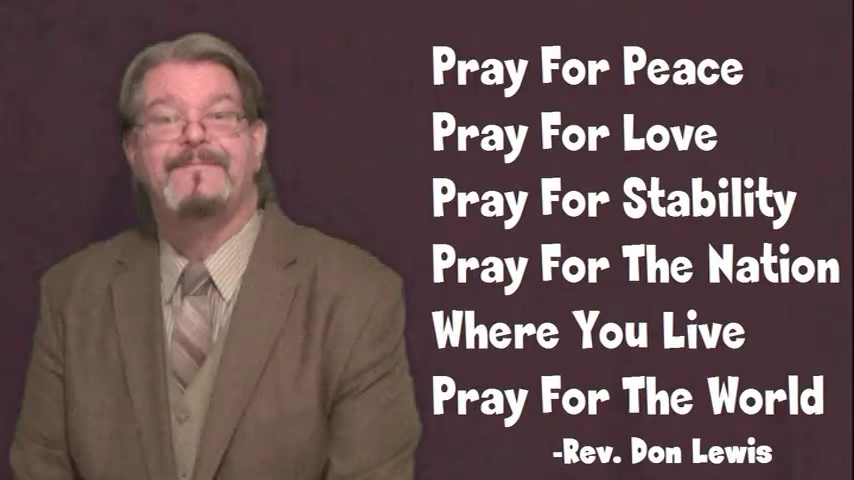 Pray For Peace
Pray For Love
Pray For Stability
Pray For The Nation
Where You Live
Pray For The World
-Rev. Don Lewis